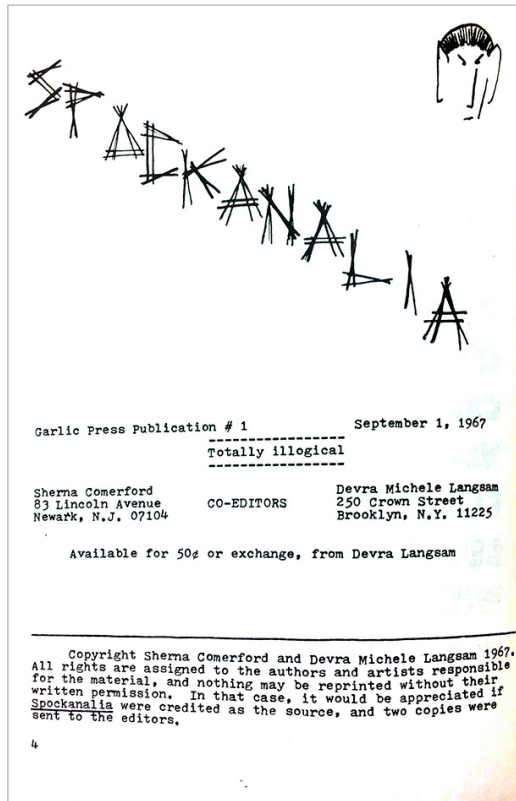 SPOCKANALIA
Garlic Press Publication # 1
September 1, 1967
Totally illogical
Sherna Comerford
83 Lincoln Avenue
Newark, N.J. 07104
CO-EDITORS
Devra Michele Langsam
250 Crown Street
Brooklyn, N.Y. 11225
Available for 50¢ or exchange, from Devra Langsam
Copyright Sherna Comerford and Devra Michele Langsam 1967.
All rights are assigned to the authors and artists responsible
for the material, and nothing may be reprinted without their
written permission. In that case, it would be appreciated if
Spockanalia were credited as the source, and two copies were
sent to the editors.
4